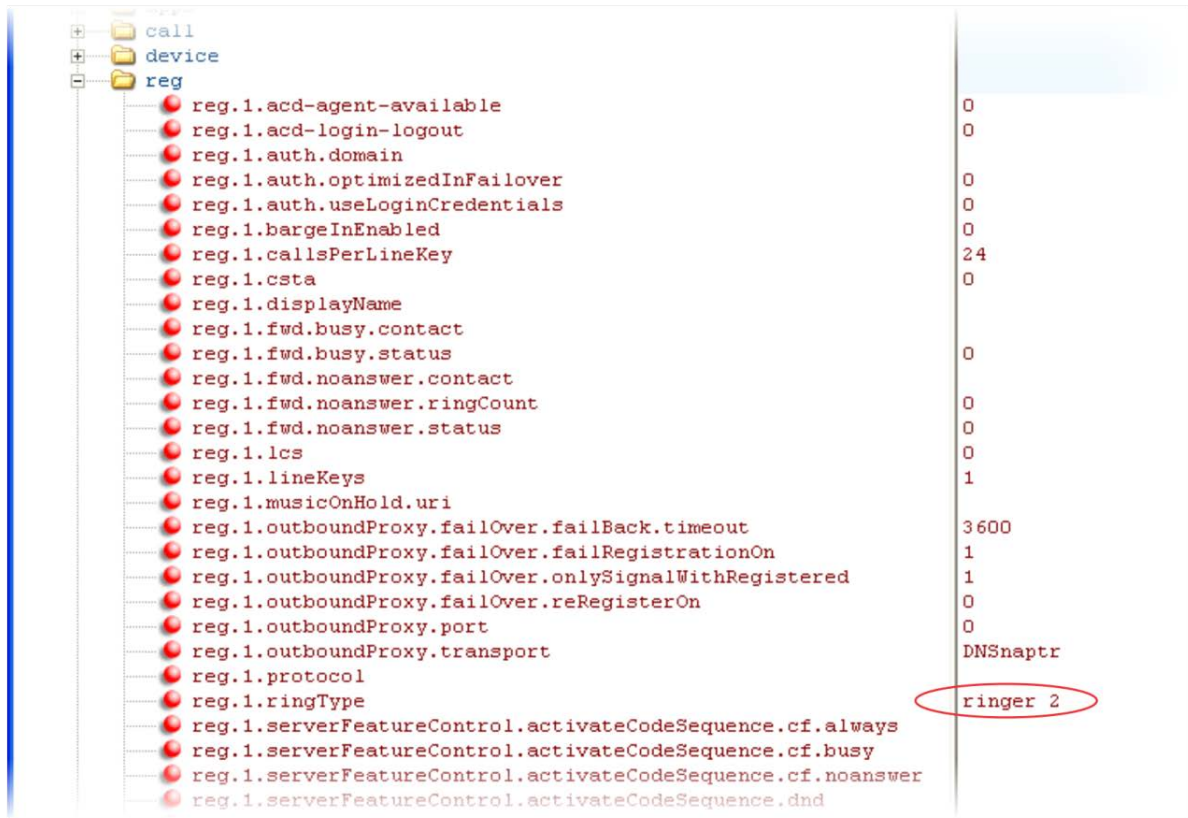 call
device
reg
reg.1.acd-agent-available 0
reg.1.acd-login-logout 0
reg.1.auth.domain
reg.1.auth.optimizedInFailover 0
reg.1.auth.useLoginCredentials 0
reg.1.bargeInEnabled 0
reg.1.callsPerLineKey 24
reg.1.csta 0
reg.1.displayName
reg.1.fwd.busy.contact
reg.1.fwd.busy.status 0
reg.1.fwd.noanswer.contact
reg.1.fwd.noanswer.ringCount 0
reg.1.fwd.noanswer.status 0
reg.1.lcs 0
reg.1.lineKeys 1
reg.1.musicOnHold.uri
reg.1.outboundProxy.failOver.failBack.timeout 3600
reg.1.outboundProxy.failOver.failRegistrationOn 1
reg.1.outboundProxy.failOver.onlySignalWithRegistered 1
reg.1.outboundProxy.failOver.reRegisterOn 0
reg.1.outboundProxy.port 0
reg.1.outboundProxy.transport DNSnaptr
reg.1.protocol
reg.1.ringType ringer 2
reg.1.serverFeatureControl.activateCodeSequence.cf.always
reg.1.serverFeatureControl.activateCodeSequence.cf.busy
reg.1.serverFeatureControl.activateCodeSequence.cf.noanswer
reg.1.serverFeatureControl.activateCodeSequence.dnd